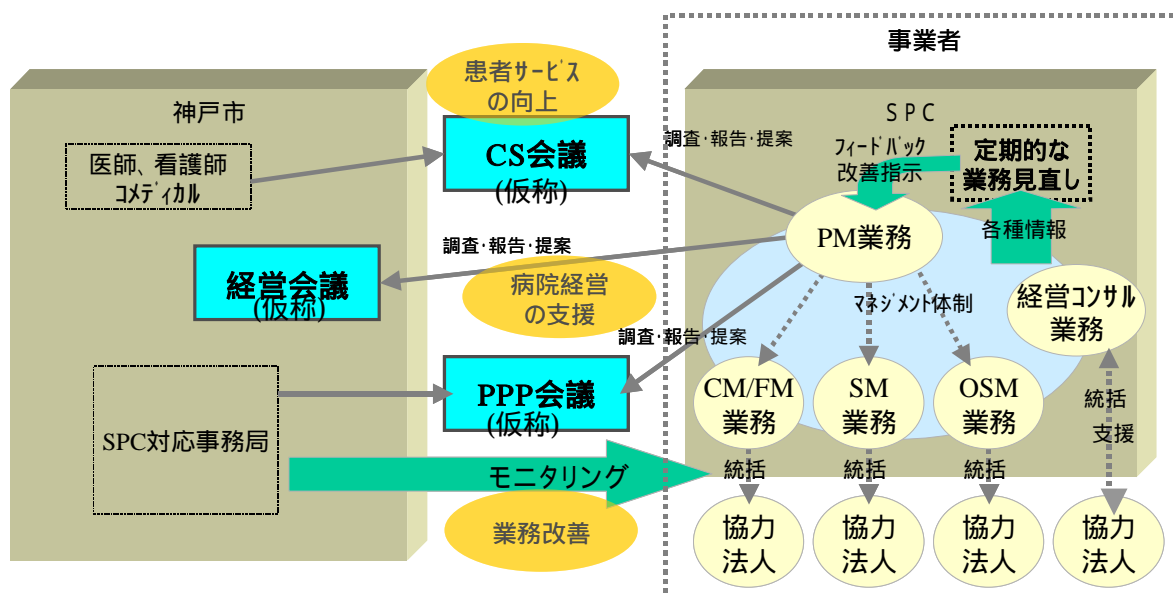 事業者
患者ｻｰﾋﾞｽ
の向上
神戸市
医師、看護師
ｺﾒﾃﾞｨｶﾙ
CS会議
(仮称)
調査･報告･提案
ＳＰＣ
ﾌｨｰﾄﾞﾊﾞｯｸ
改善指示
定期的な
業務見直し
PM業務
各種情報
調査･報告･提案
経営会議
(仮称)
病院経営
の支援
ﾏﾈｼﾞﾒﾝﾄ体制
経営ｺﾝｻﾙ
業務
調査･報告･提案
PPP会議
(仮称)
CM/FM
業務
SM
業務
OSM
業務
統括
支援
SPC対応事務局
モニタリング
統括
統括
統括
業務改善
協力
法人
協力
法人
協力
法人
協力
法人